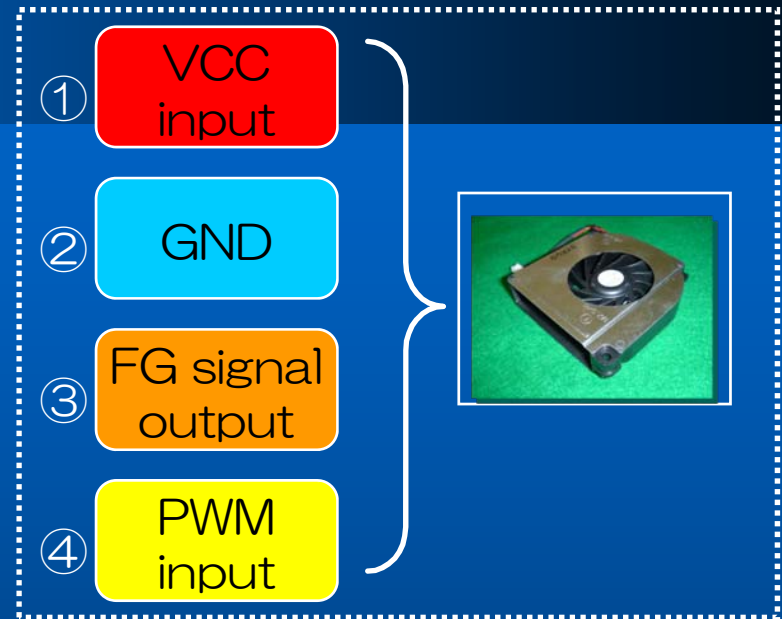 ① VCC
input
② GND
③ FG signal
output
④ PWM
input